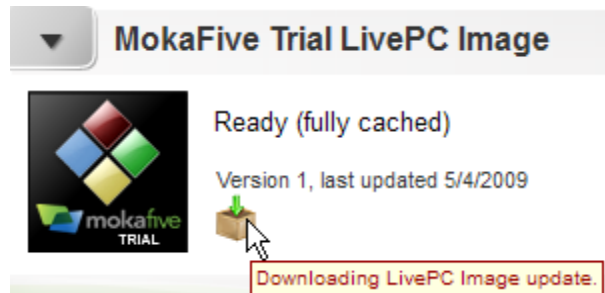 MokaFive Trial LivePC Image
Ready (fully cached)
Version 1, last updated 5/4/2009
mokafive
TRIAL
Downloading LivePC Image update.